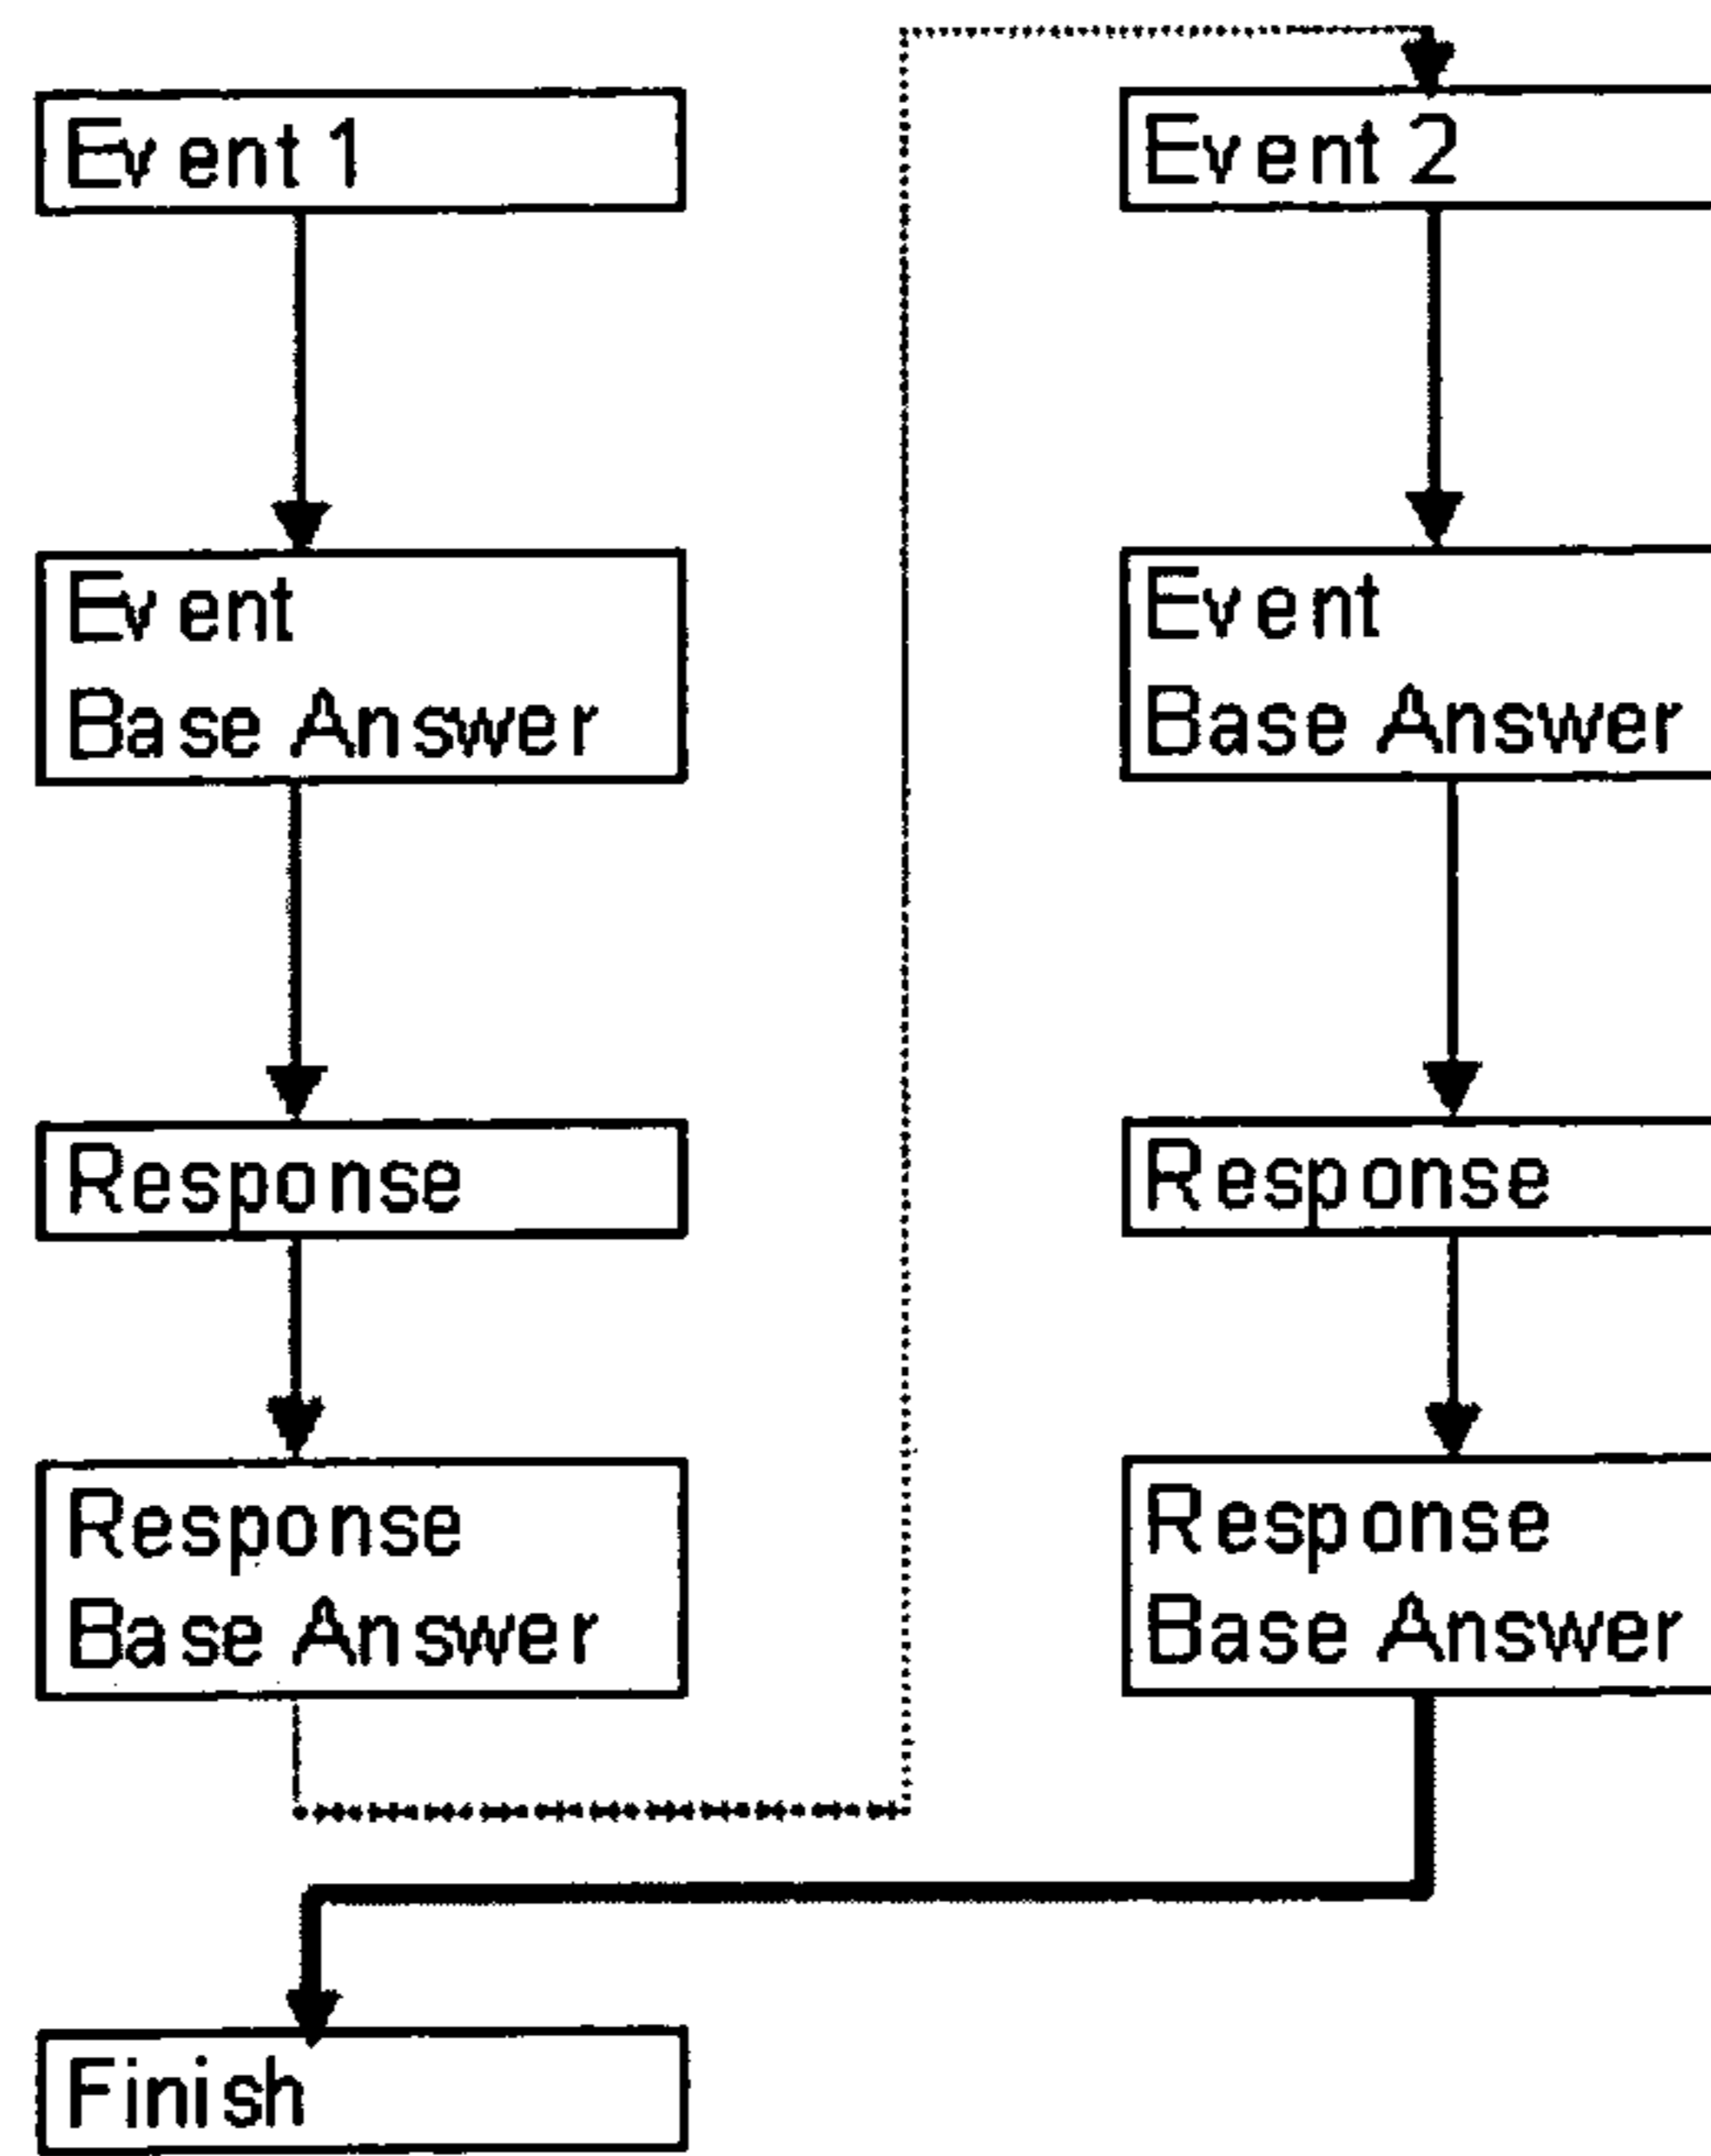 Event 1
Event
Base Answer
Response
Response
Base Answer
Event 2
Event
Base Answer
Response
Response
Base Answer
Finish